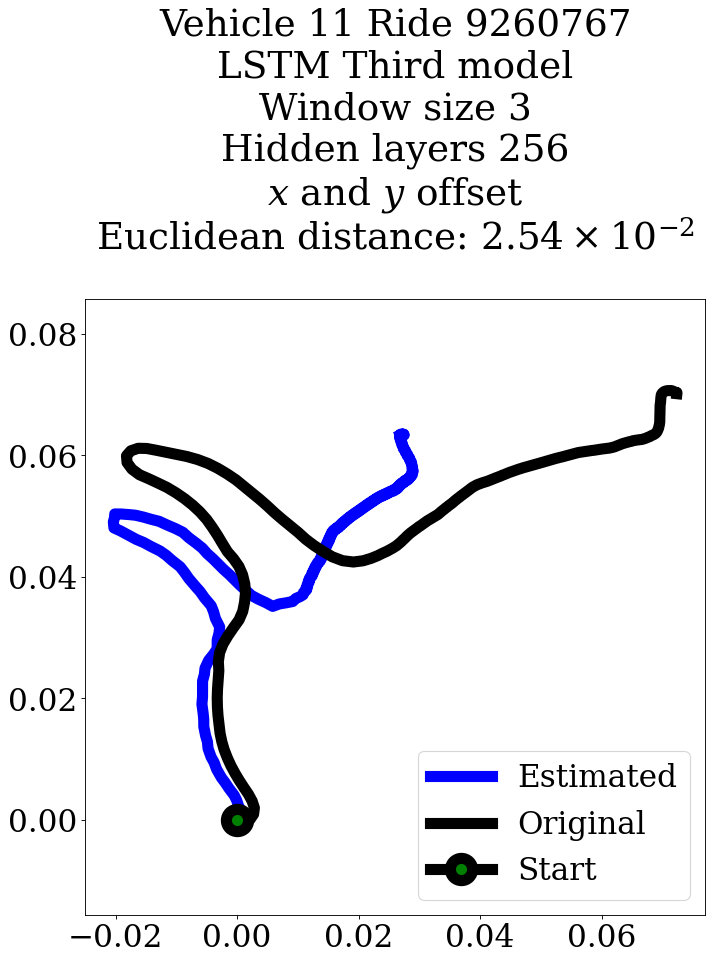 Vehicle 11 Ride 9260767
LSTM Third model
Window size 3
Hidden layers 256
x and y offset
Euclidean distance: 2.54 × 10⁻²
0.08
0.06
0.04
0.02
0.00
Estimated
Original
Start
−0.02 0.00 0.02 0.04 0.06